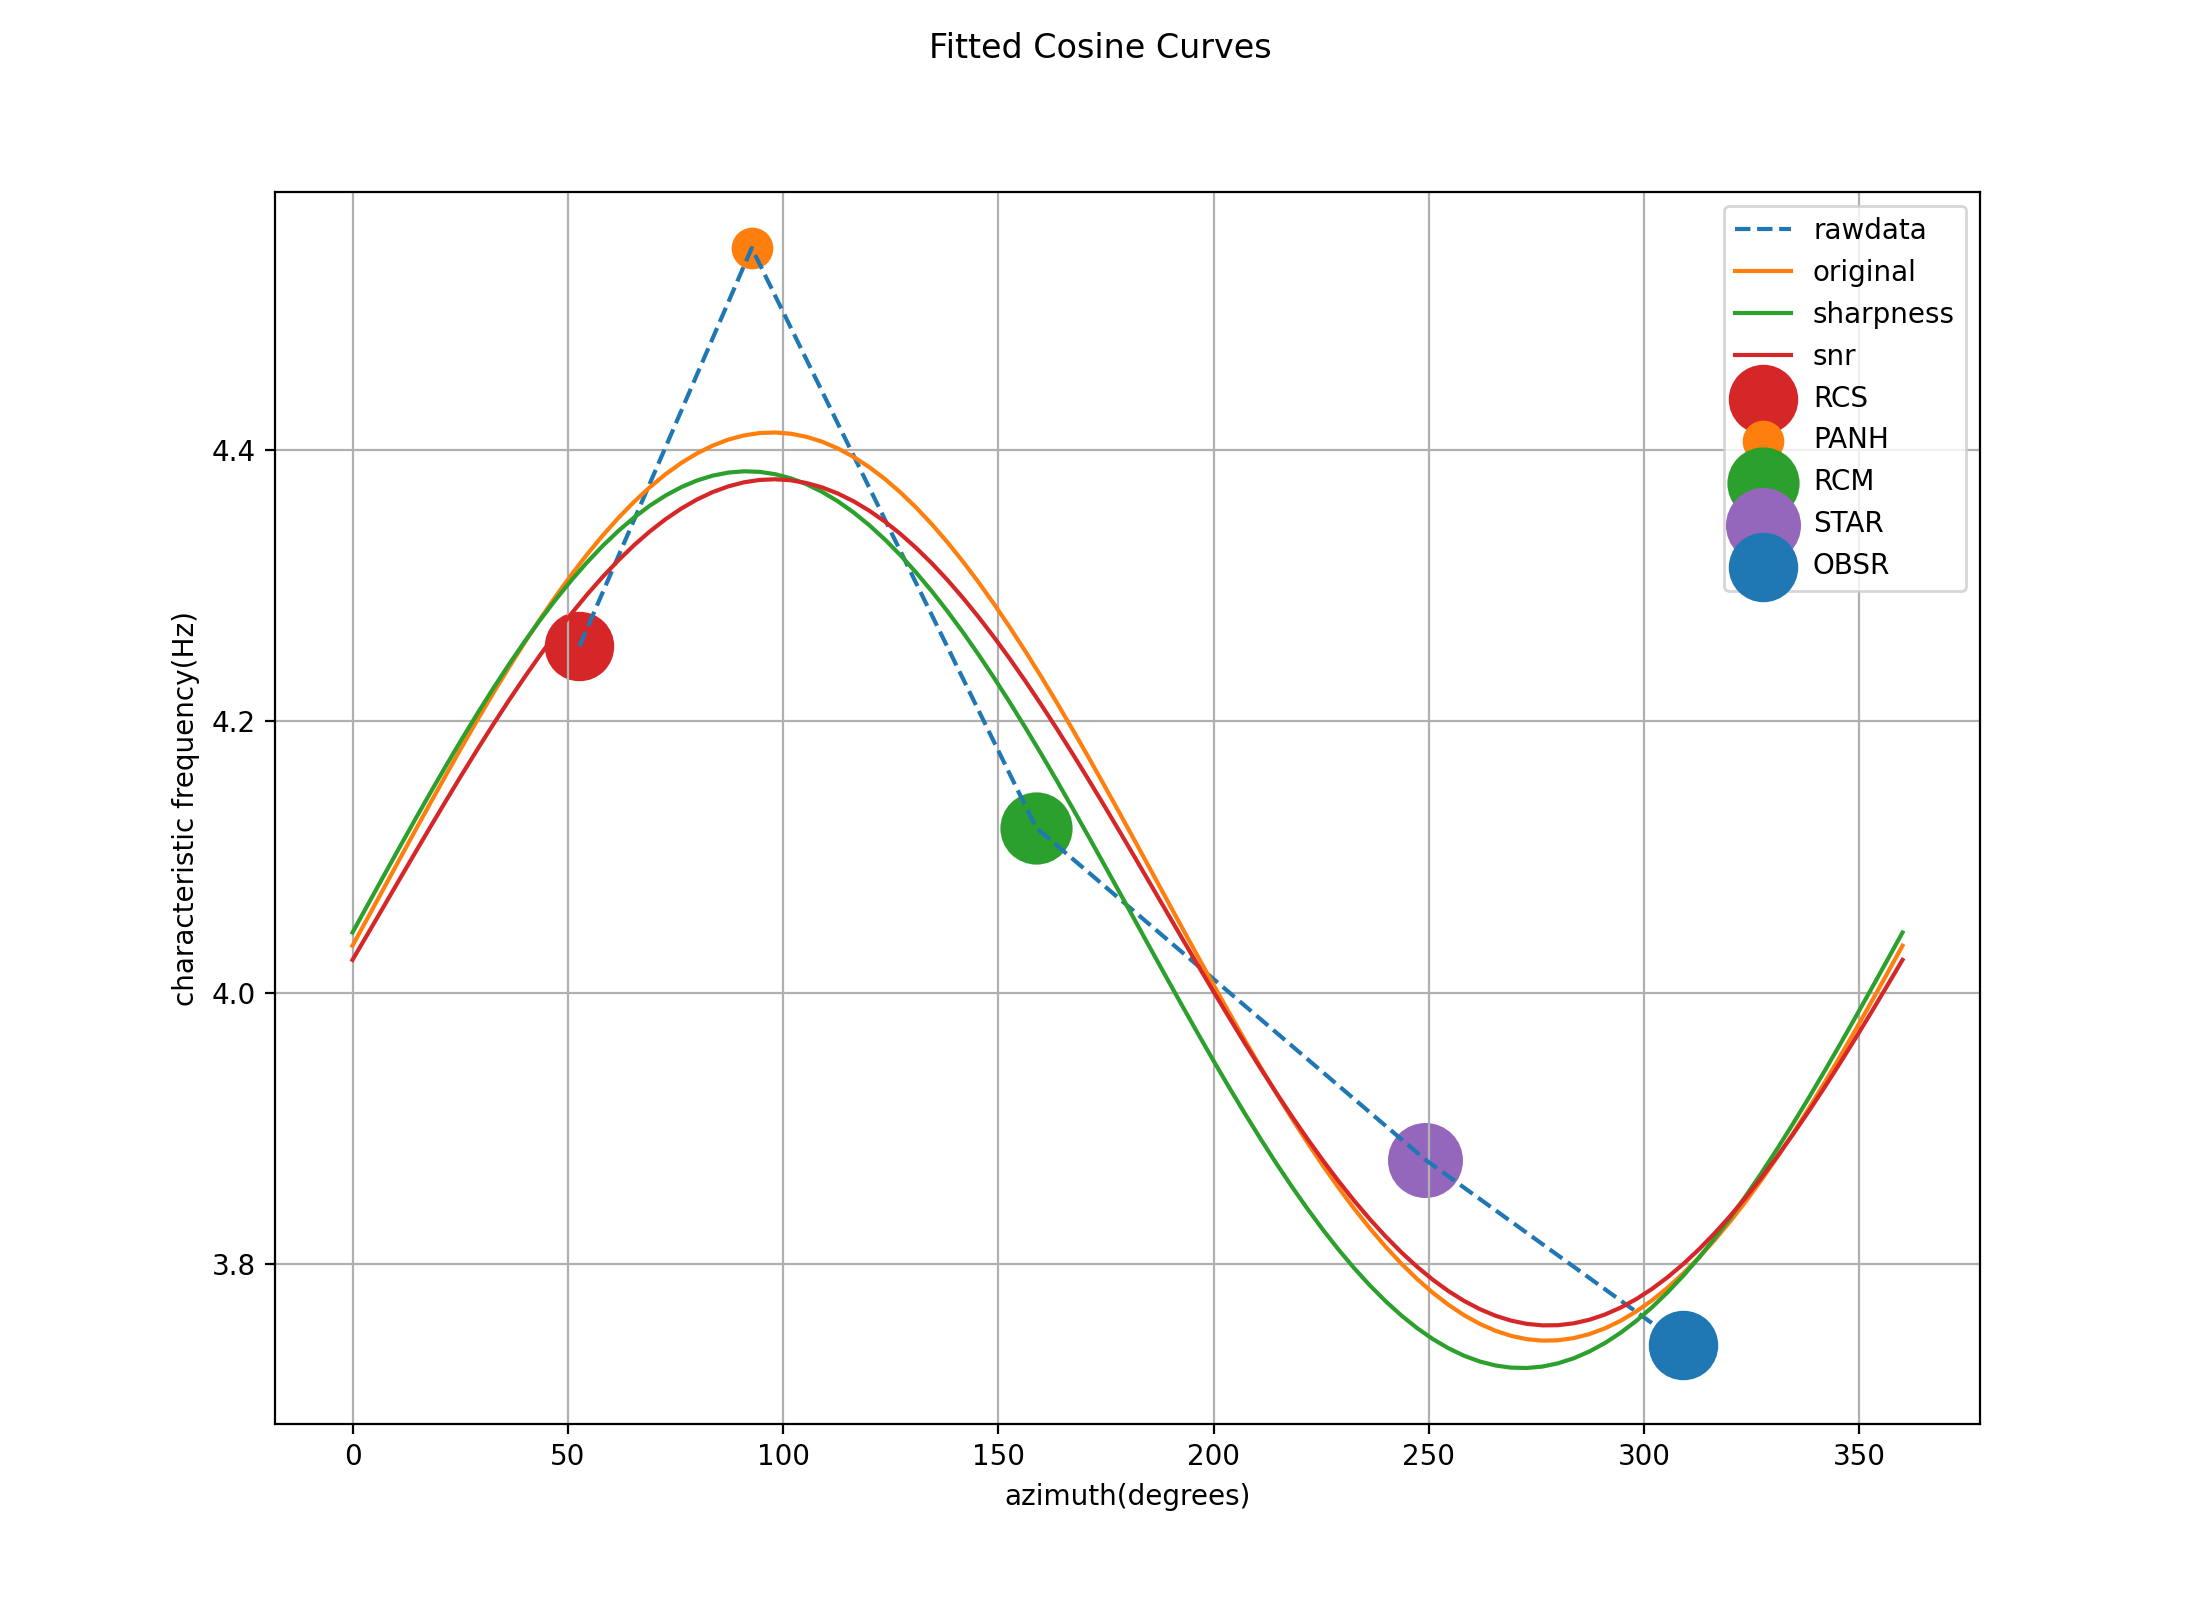 Fitted Cosine Curves
rawdata
original
sharpness
snr
RCS
PANH
RCM
STAR
OBSR
characteristic frequency(Hz)
4.4
4.2
4.0
3.8
0 50 100 150 200 250 300 350
azimuth(degrees)